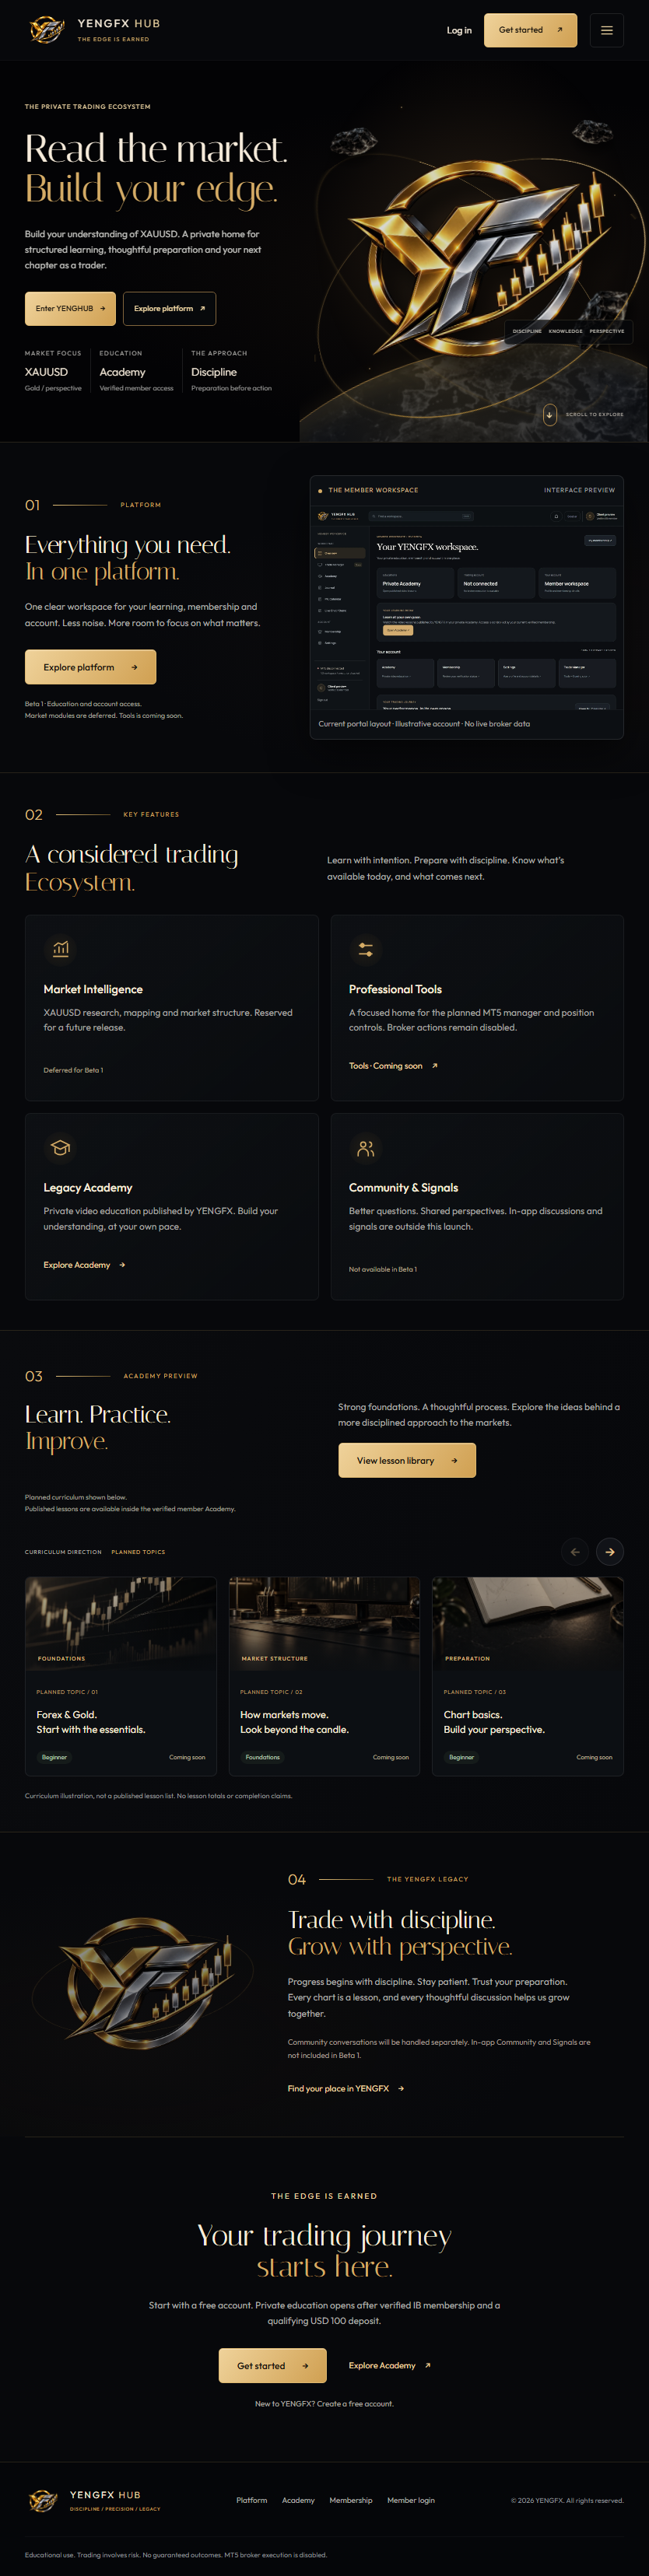 YENGFX HUB
THE EDGE IS EARNED
Log in
Get started
THE PRIVATE TRADING ECOSYSTEM
Read the market.
Build your edge.
Build your understanding of XAUUSD. A private home for
structured learning, thoughtful preparation and your next
chapter as a trader.
Enter YENGHUB
Explore platform
MARKET FOCUS
XAUUSD
Gold / perspective
EDUCATION
Academy
Verified member access
THE APPROACH
Discipline
Preparation before action
DISCIPLINE KNOWLEDGE PERSPECTIVE
SCROLL TO EXPLORE
01
PLATFORM
Everything you need.
In one platform.
One clear workspace for your learning, membership and
account. Less noise. More room to focus on what matters.
Explore platform
Beta 1 · Education and account access.
Market modules are deferred. Tools is coming soon.
THE MEMBER WORKSPACE
INTERFACE PREVIEW
YENGFX HUB
Your YENGFX workspace.
Private Academy
Not connected
Member workspace
Your account
Current portal layout · Illustrative account · No live broker data
02
KEY FEATURES
A considered trading
Ecosystem.
Learn with intention. Prepare with discipline. Know what's
available today, and what comes next.
Market Intelligence
XAUUSD research, mapping and market structure. Reserved
for a future release.
Deferred for Beta 1
Professional Tools
A focused home for the planned MT5 manager and position
controls. Broker actions remain disabled.
Tools · Coming soon
Legacy Academy
Private video education published by YENGFX. Build your
understanding, at your own pace.
Explore Academy
Community & Signals
Better questions. Shared perspectives. In-app discussions and
signals are outside this launch.
Not available in Beta 1
03
ACADEMY PREVIEW
Learn. Practice.
Improve.
Strong foundations. A thoughtful process. Explore the ideas behind a
more disciplined approach to the markets.
View lesson library
Planned curriculum shown below.
Published lessons are available inside the verified member Academy.
CURRICULUM DIRECTION
PLANNED TOPICS
FOUNDATIONS
PLANNED TOPIC / 01
Forex & Gold.
Start with the essentials.
Beginner
Coming soon
MARKET STRUCTURE
PLANNED TOPIC / 02
How markets move.
Look beyond the candle.
Foundations
Coming soon
PREPARATION
PLANNED TOPIC / 03
Chart basics.
Build your perspective.
Beginner
Coming soon
Curriculum illustration, not a published lesson list. No lesson totals or completion claims.
04
THE YENGFX LEGACY
Trade with discipline.
Grow with perspective.
Progress begins with discipline. Stay patient. Trust your preparation.
Every chart is a lesson, and every thoughtful discussion helps us grow
together.
Community conversations will be handled separately. In-app Community and Signals are
not included in Beta 1.
Find your place in YENGFX
THE EDGE IS EARNED
Your trading journey
starts here.
Start with a free account. Private education opens after verified IB membership and a
qualifying USD 100 deposit.
Get started
Explore Academy
New to YENGFX? Create a free account.
YENGFX HUB
DISCIPLINE / PRECISION / LEGACY
Platform
Academy
Membership
Member login
© 2026 YENGFX. All rights reserved.
Educational use. Trading involves risk. No guaranteed outcomes. MT5 broker execution is disabled.